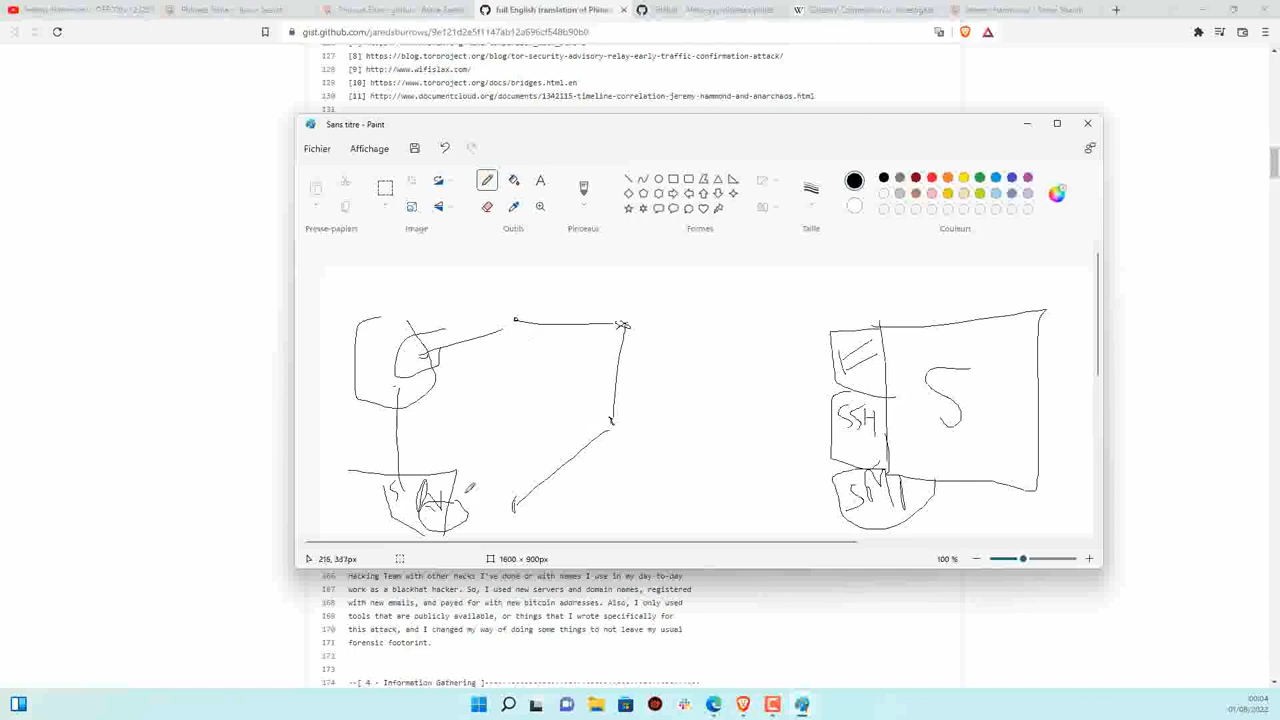 full English translation of Phine
gist.github.com/jaredsburrows/9e121d2e5f1147ab12a696cf548b90b0
127 [8] https://blog.torproject.org/blog/tor-security-advisory-relay-early-traffic-confirmation-attack/
128 [9] http://www.wifislax.com/
129 [10] https://www.torproject.org/docs/bridges.html.en
130 [11] http://www.documentcloud.org/documents/1342115-timeline-correlation-jeremy-hammond-and-anarchaos.html
131
Sans titre - Paint
Fichier Affichage
Presse-papiers Image Outils Pinceaux Formes Taille Couleurs
S
SSH
216, 387px 1600 × 900px 100 %
166 Hacking Team with other hacks I've done or with names I use in my day-to-day
167 work as a blackhat hacker. So, I used new servers and domain names, registered
168 with new emails, and payed for with new bitcoin addresses. Also, I only used
169 tools that are publicly available, or things that I wrote specifically for
170 this attack, and I changed my way of doing some things to not leave my usual
171 forensic footprint.
172
173
174 --[ 4 - Information Gathering ]--------------------------------------------------
00:04
01/08/2022